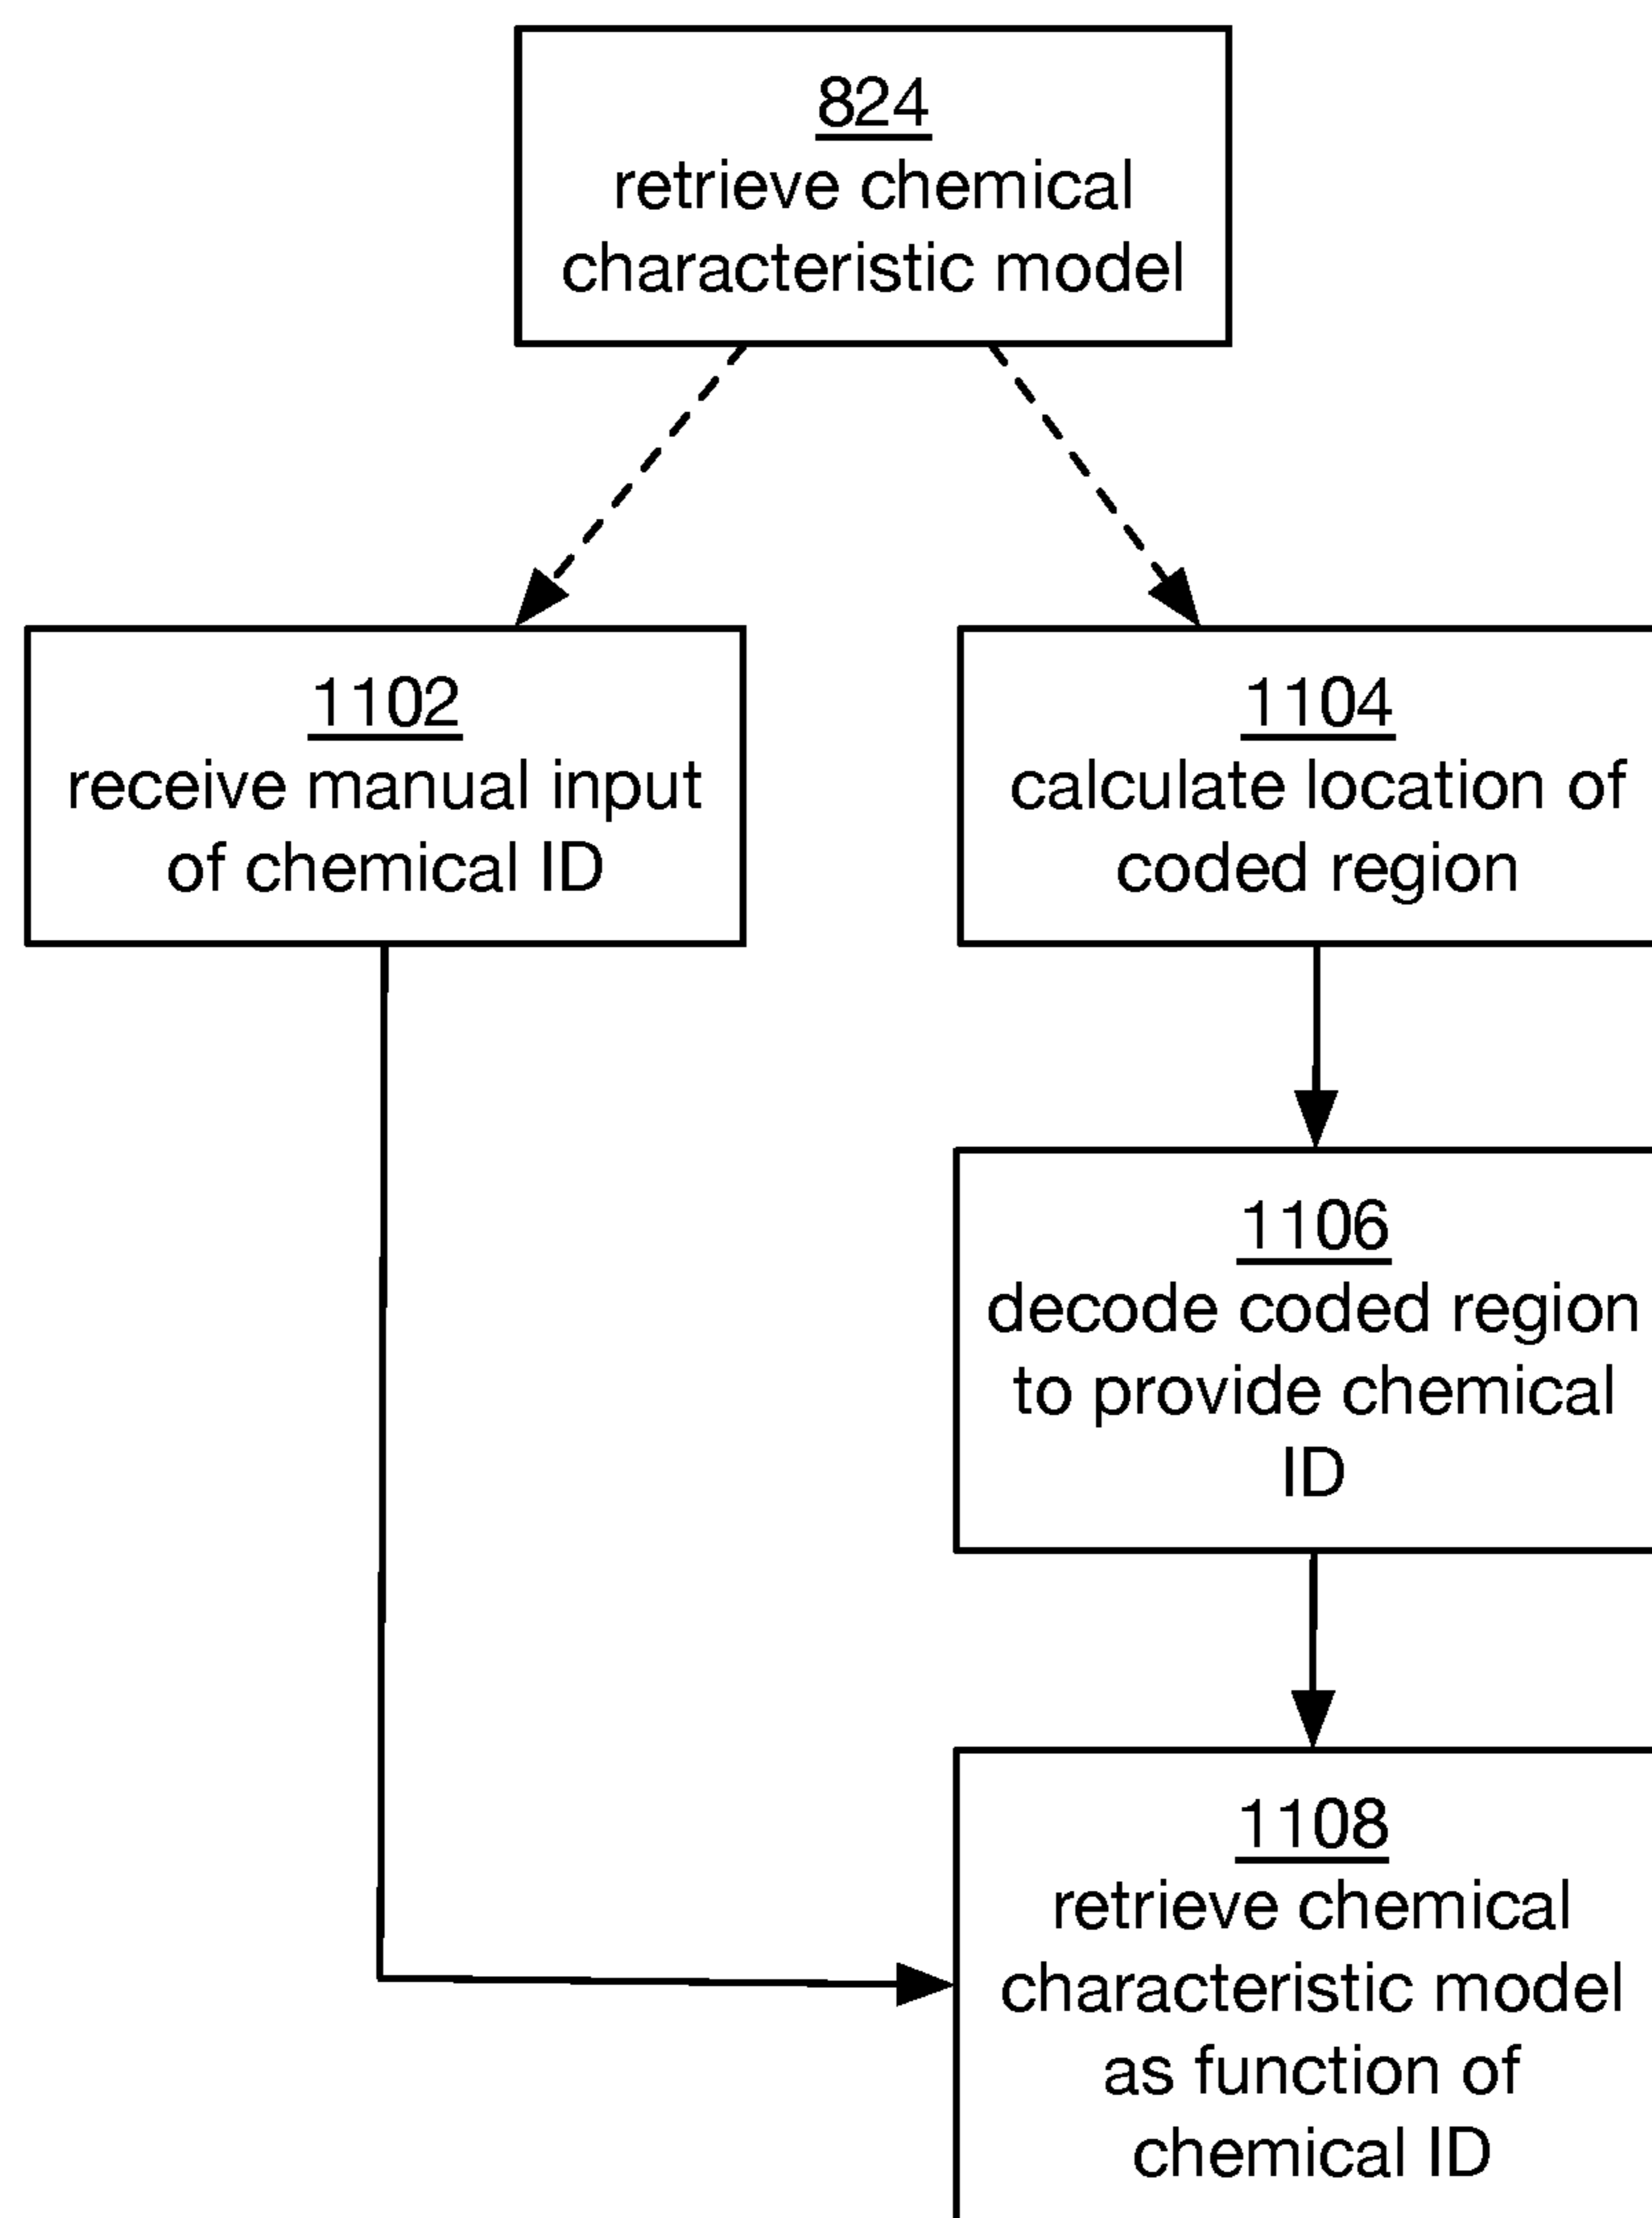 824
retrieve chemical
characteristic model
1102
receive manual input
of chemical ID
1104
calculate location of
coded region
1106
decode coded region
to provide chemical
ID
1108
retrieve chemical
characteristic model
as function of
chemical ID